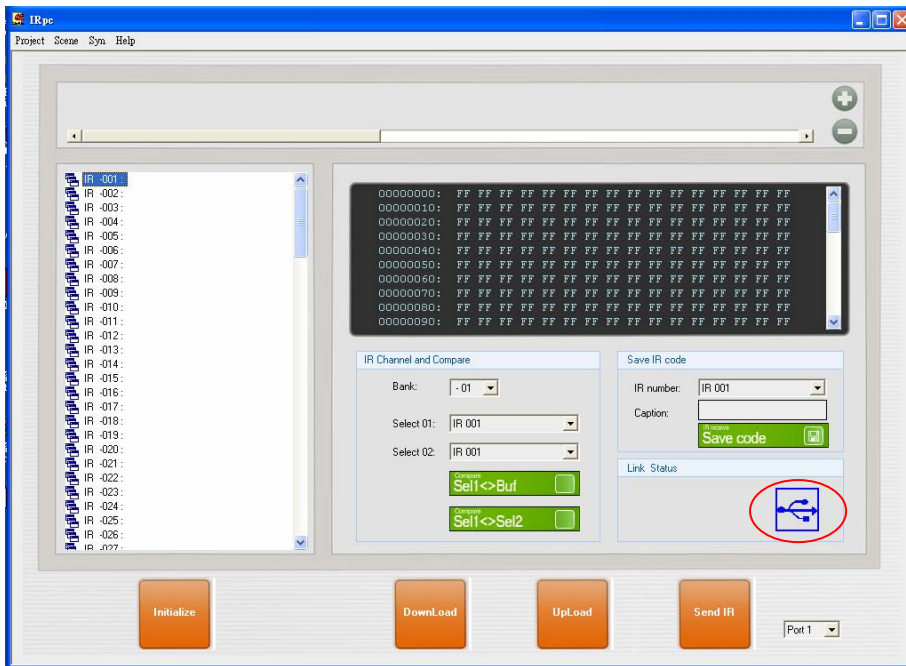 IRpc
Project Scene Syn Help
IR -001 :
IR -002 :
IR -003 :
IR -004 :
IR -005 :
IR -006 :
IR -007 :
IR -008 :
IR -009 :
IR -010 :
IR -011 :
IR -012 :
IR -013 :
IR -014 :
IR -015 :
IR -016 :
IR -017 :
IR -018 :
IR -019 :
IR -020 :
IR -021 :
IR -022 :
IR -023 :
IR -024 :
IR -025 :
IR -026 :
IR -027 :
00000000: FF FF FF FF FF FF FF FF FF FF FF FF FF FF FF FF
00000010: FF FF FF FF FF FF FF FF FF FF FF FF FF FF FF FF
00000020: FF FF FF FF FF FF FF FF FF FF FF FF FF FF FF FF
00000030: FF FF FF FF FF FF FF FF FF FF FF FF FF FF FF FF
00000040: FF FF FF FF FF FF FF FF FF FF FF FF FF FF FF FF
00000050: FF FF FF FF FF FF FF FF FF FF FF FF FF FF FF FF
00000060: FF FF FF FF FF FF FF FF FF FF FF FF FF FF FF FF
00000070: FF FF FF FF FF FF FF FF FF FF FF FF FF FF FF FF
00000080: FF FF FF FF FF FF FF FF FF FF FF FF FF FF FF FF
00000090: FF FF FF FF FF FF FF FF FF FF FF FF FF FF FF FF
IR Channel and Compare
Bank: - 01
Select 01: IR 001
Select 02: IR 001
Compare
Sel1<>Buf
Compare
Sel1<>Sel2
Save IR code
IR number: IR 001
Caption:
IR receive
Save code
Link Status
Initialize
DownLoad
UpLoad
Send IR
Port 1